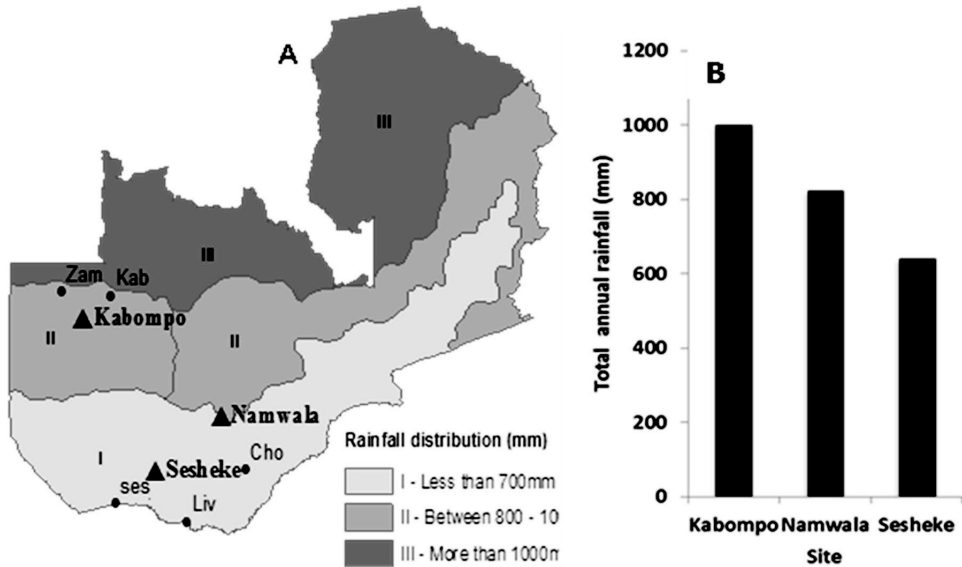 A
III
III
Zam
Kab
Kabompo
II
II
Namwala
Cho
I
Sesheke
ses
Liv
Rainfall distribution (mm)
I - Less than 700mm
II - Between 800 - 10
III - More than 1000m
B
Total annual rainfall (mm)
1200
1000
800
600
400
200
0
Kabompo Namwala Sesheke
Site